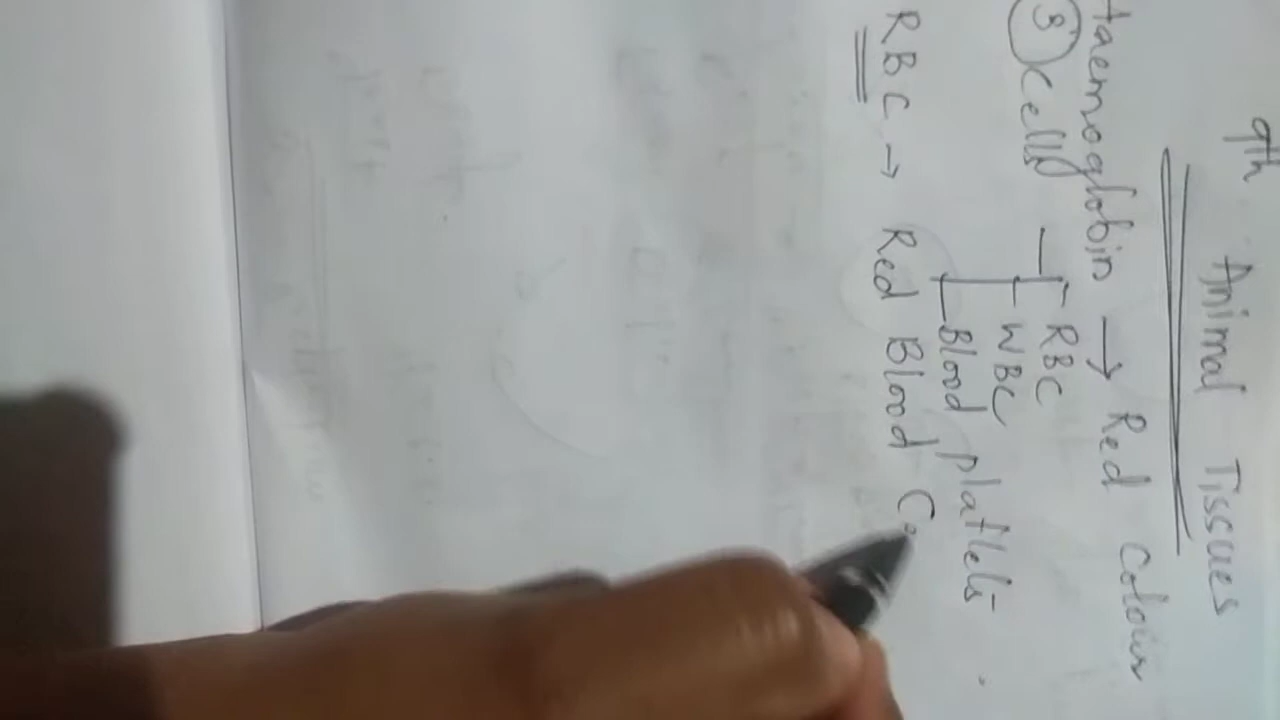 9th Animal Tissues
Haemoglobin → Red Colour
3 Cells
RBC
WBC
Blood platlets
RBC → Red Blood C